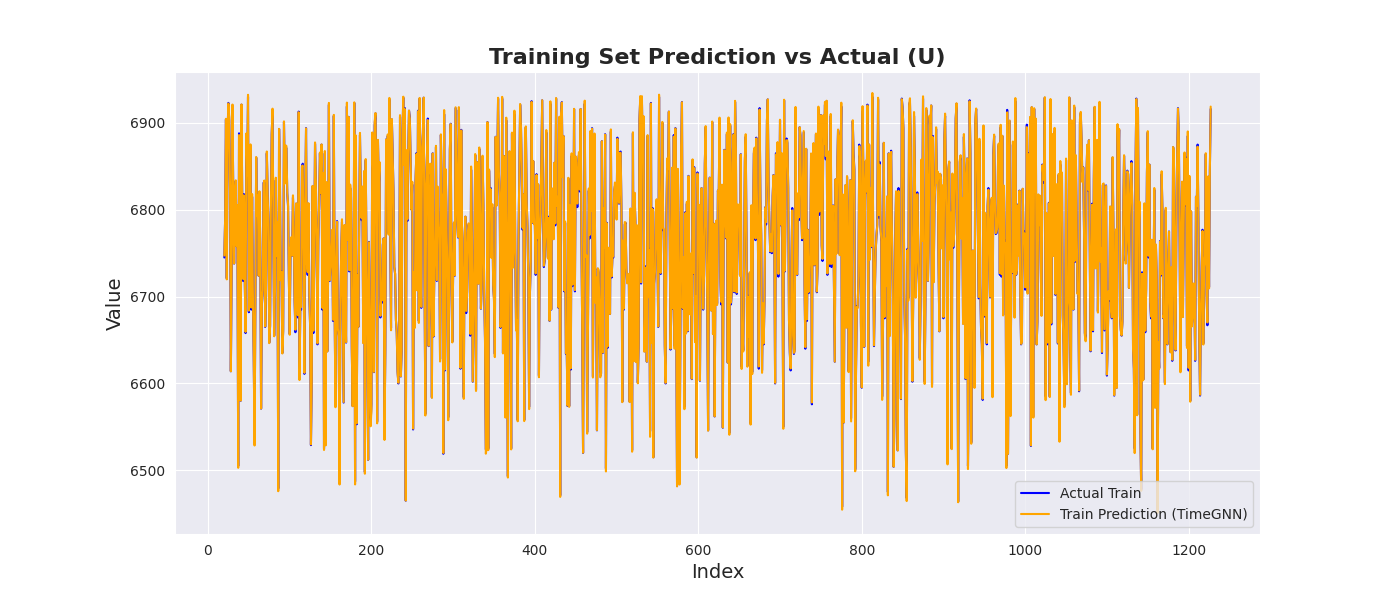 Training Set Prediction vs Actual (U)
Value
6900
6800
6700
6600
6500
0 200 400 600 800 1000 1200
Index
Actual Train
Train Prediction (TimeGNN)